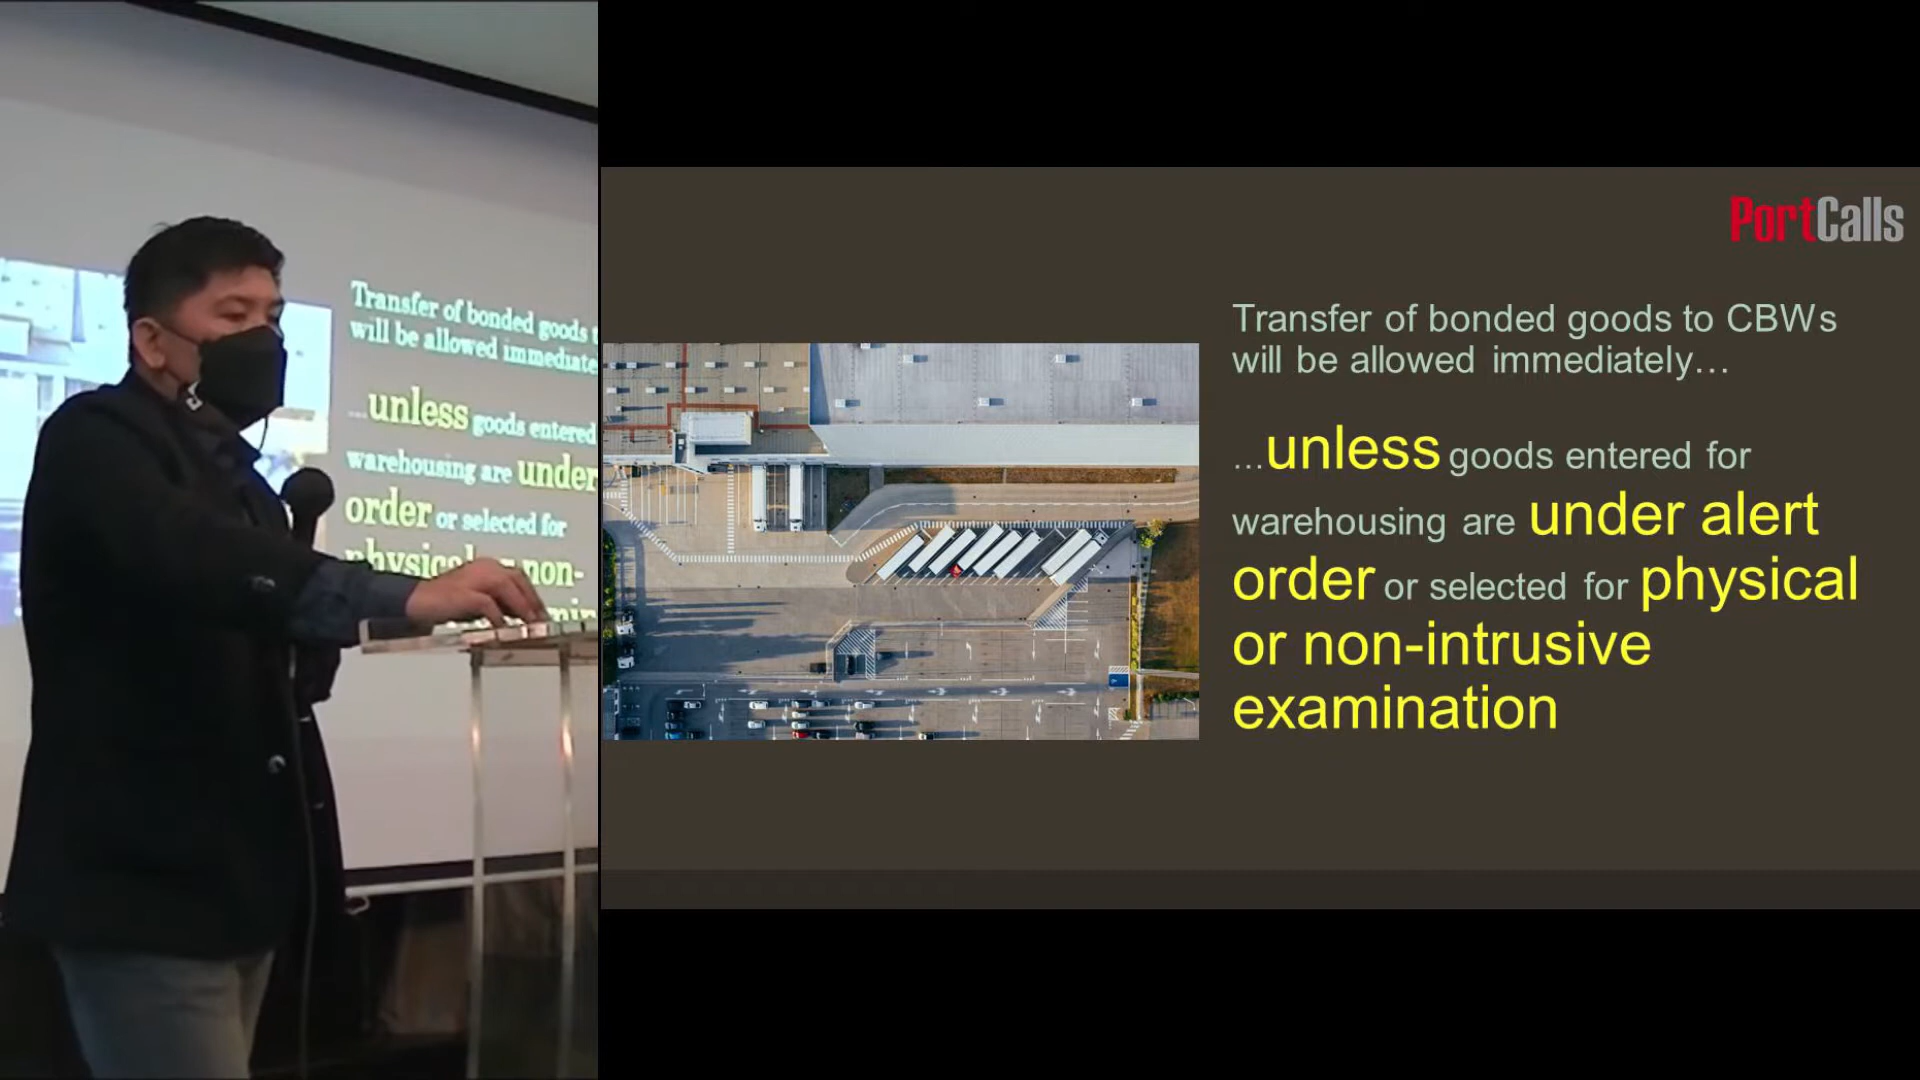 Transfer of bonded goods
will be allowed immediate
...unless goods entered
warehousing are under
order or selected for
physical non-
PortCalls
Transfer of bonded goods to CBWs
will be allowed immediately...
...unless goods entered for
warehousing are under alert
order or selected for physical
or non-intrusive
examination